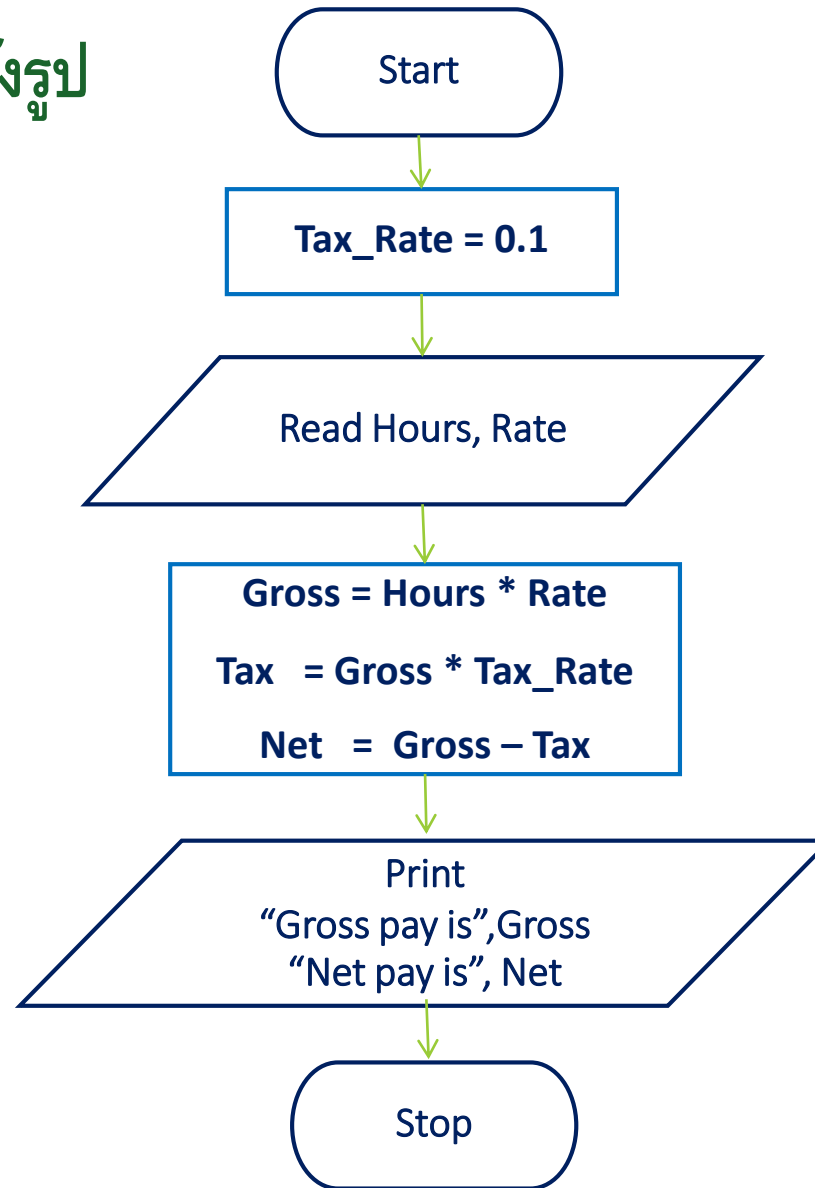 รูป
Start
Tax_Rate = 0.1
Read Hours, Rate
Gross = Hours * Rate
Tax = Gross * Tax_Rate
Net = Gross – Tax
Print
“Gross pay is”,Gross
“Net pay is”, Net
Stop